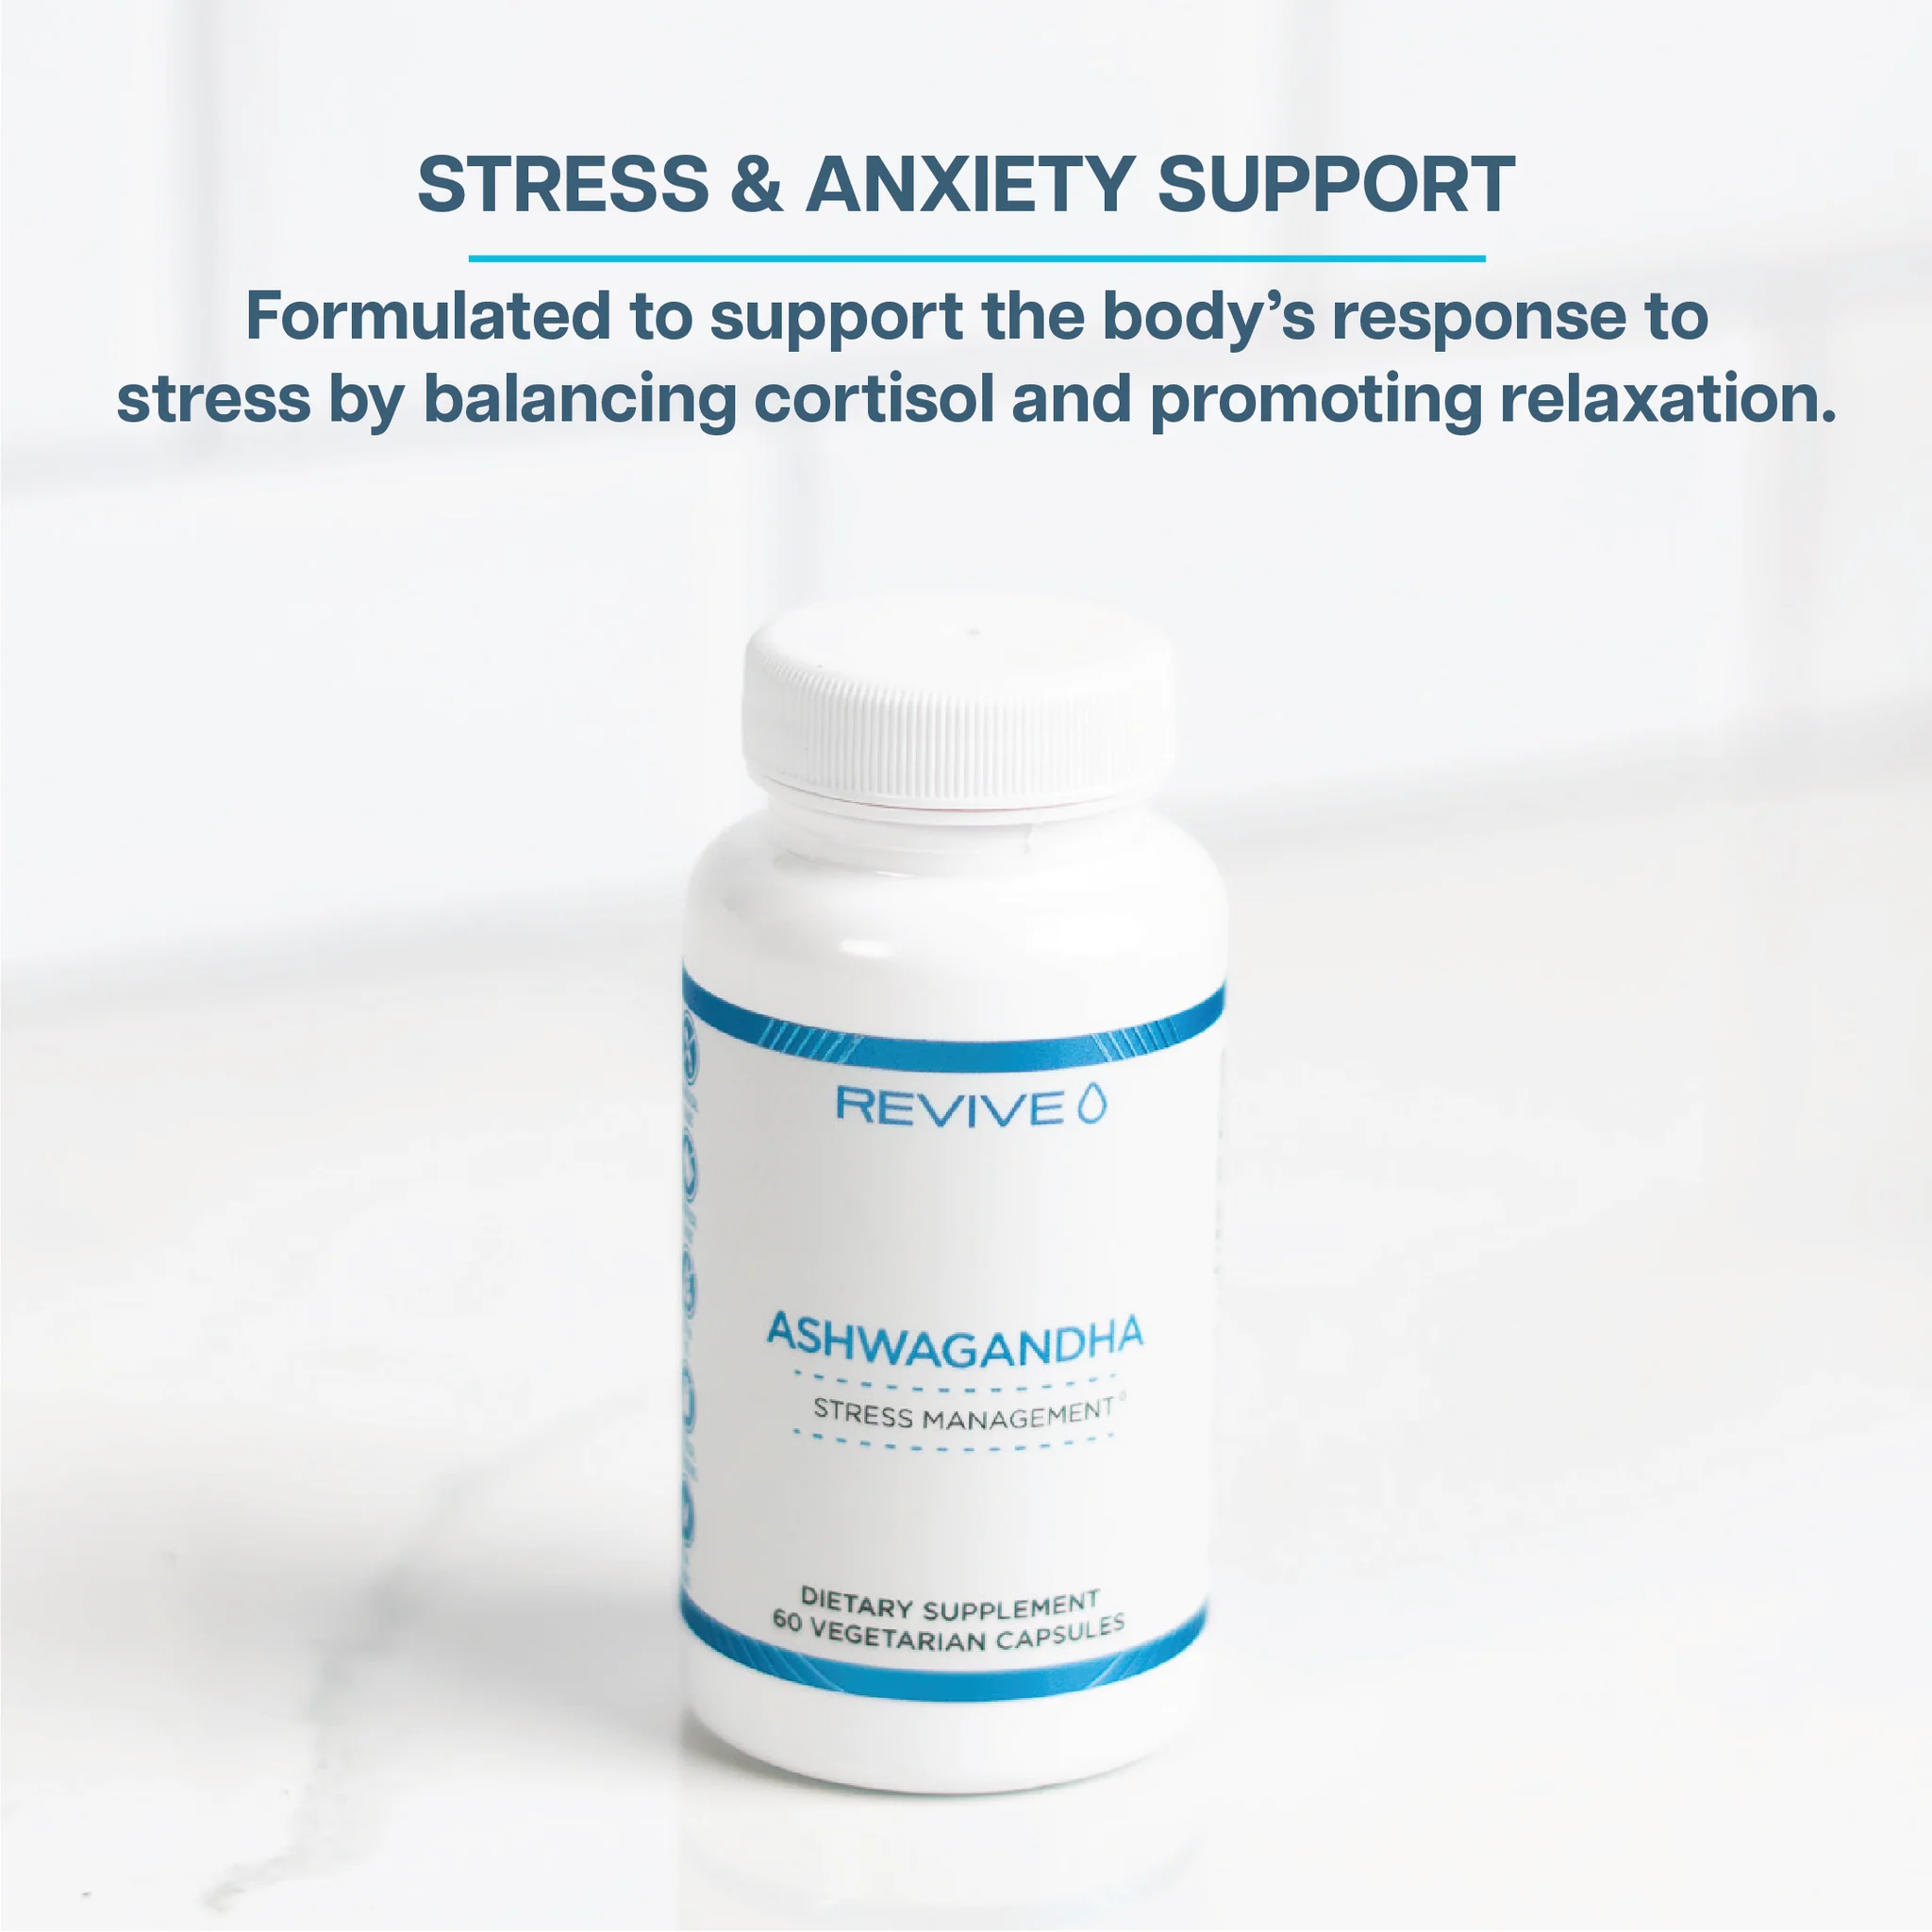 STRESS & ANXIETY SUPPORT
Formulated to support the body’s response to
stress by balancing cortisol and promoting relaxation.
REVIVE
ASHWAGANDHA
STRESS MANAGEMENT
DIETARY SUPPLEMENT
60 VEGETARIAN CAPSULES